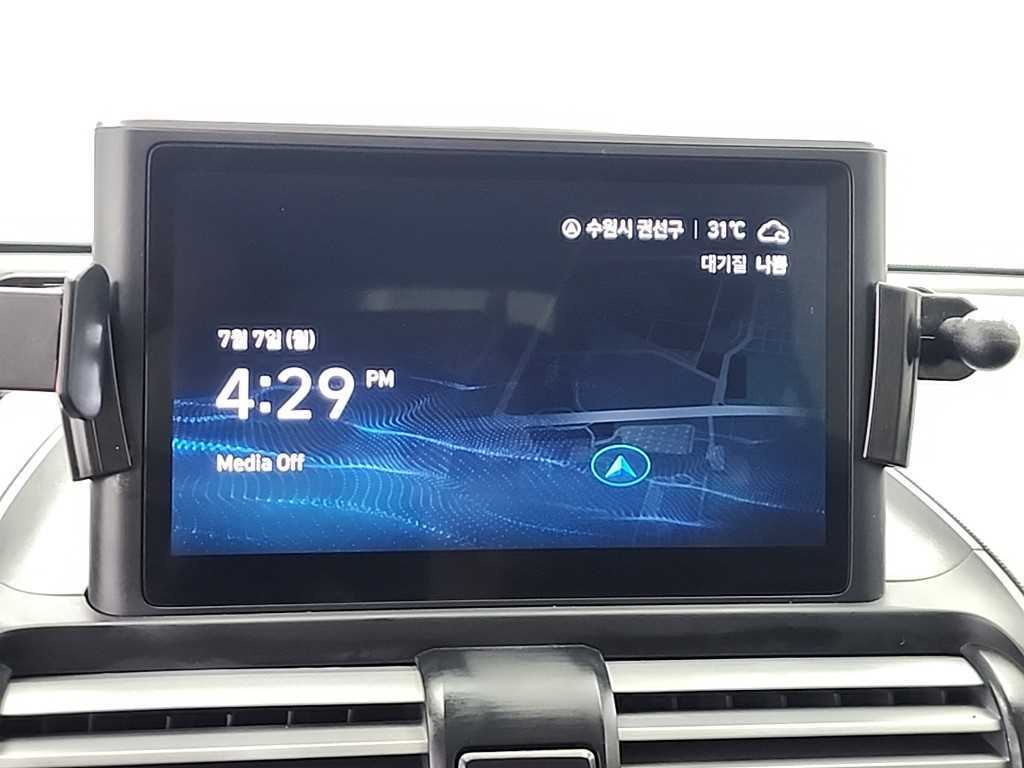 수원시 권선구 | 31℃
대기질 나쁨
7월 7일 (월)
4:29 PM
Media Off